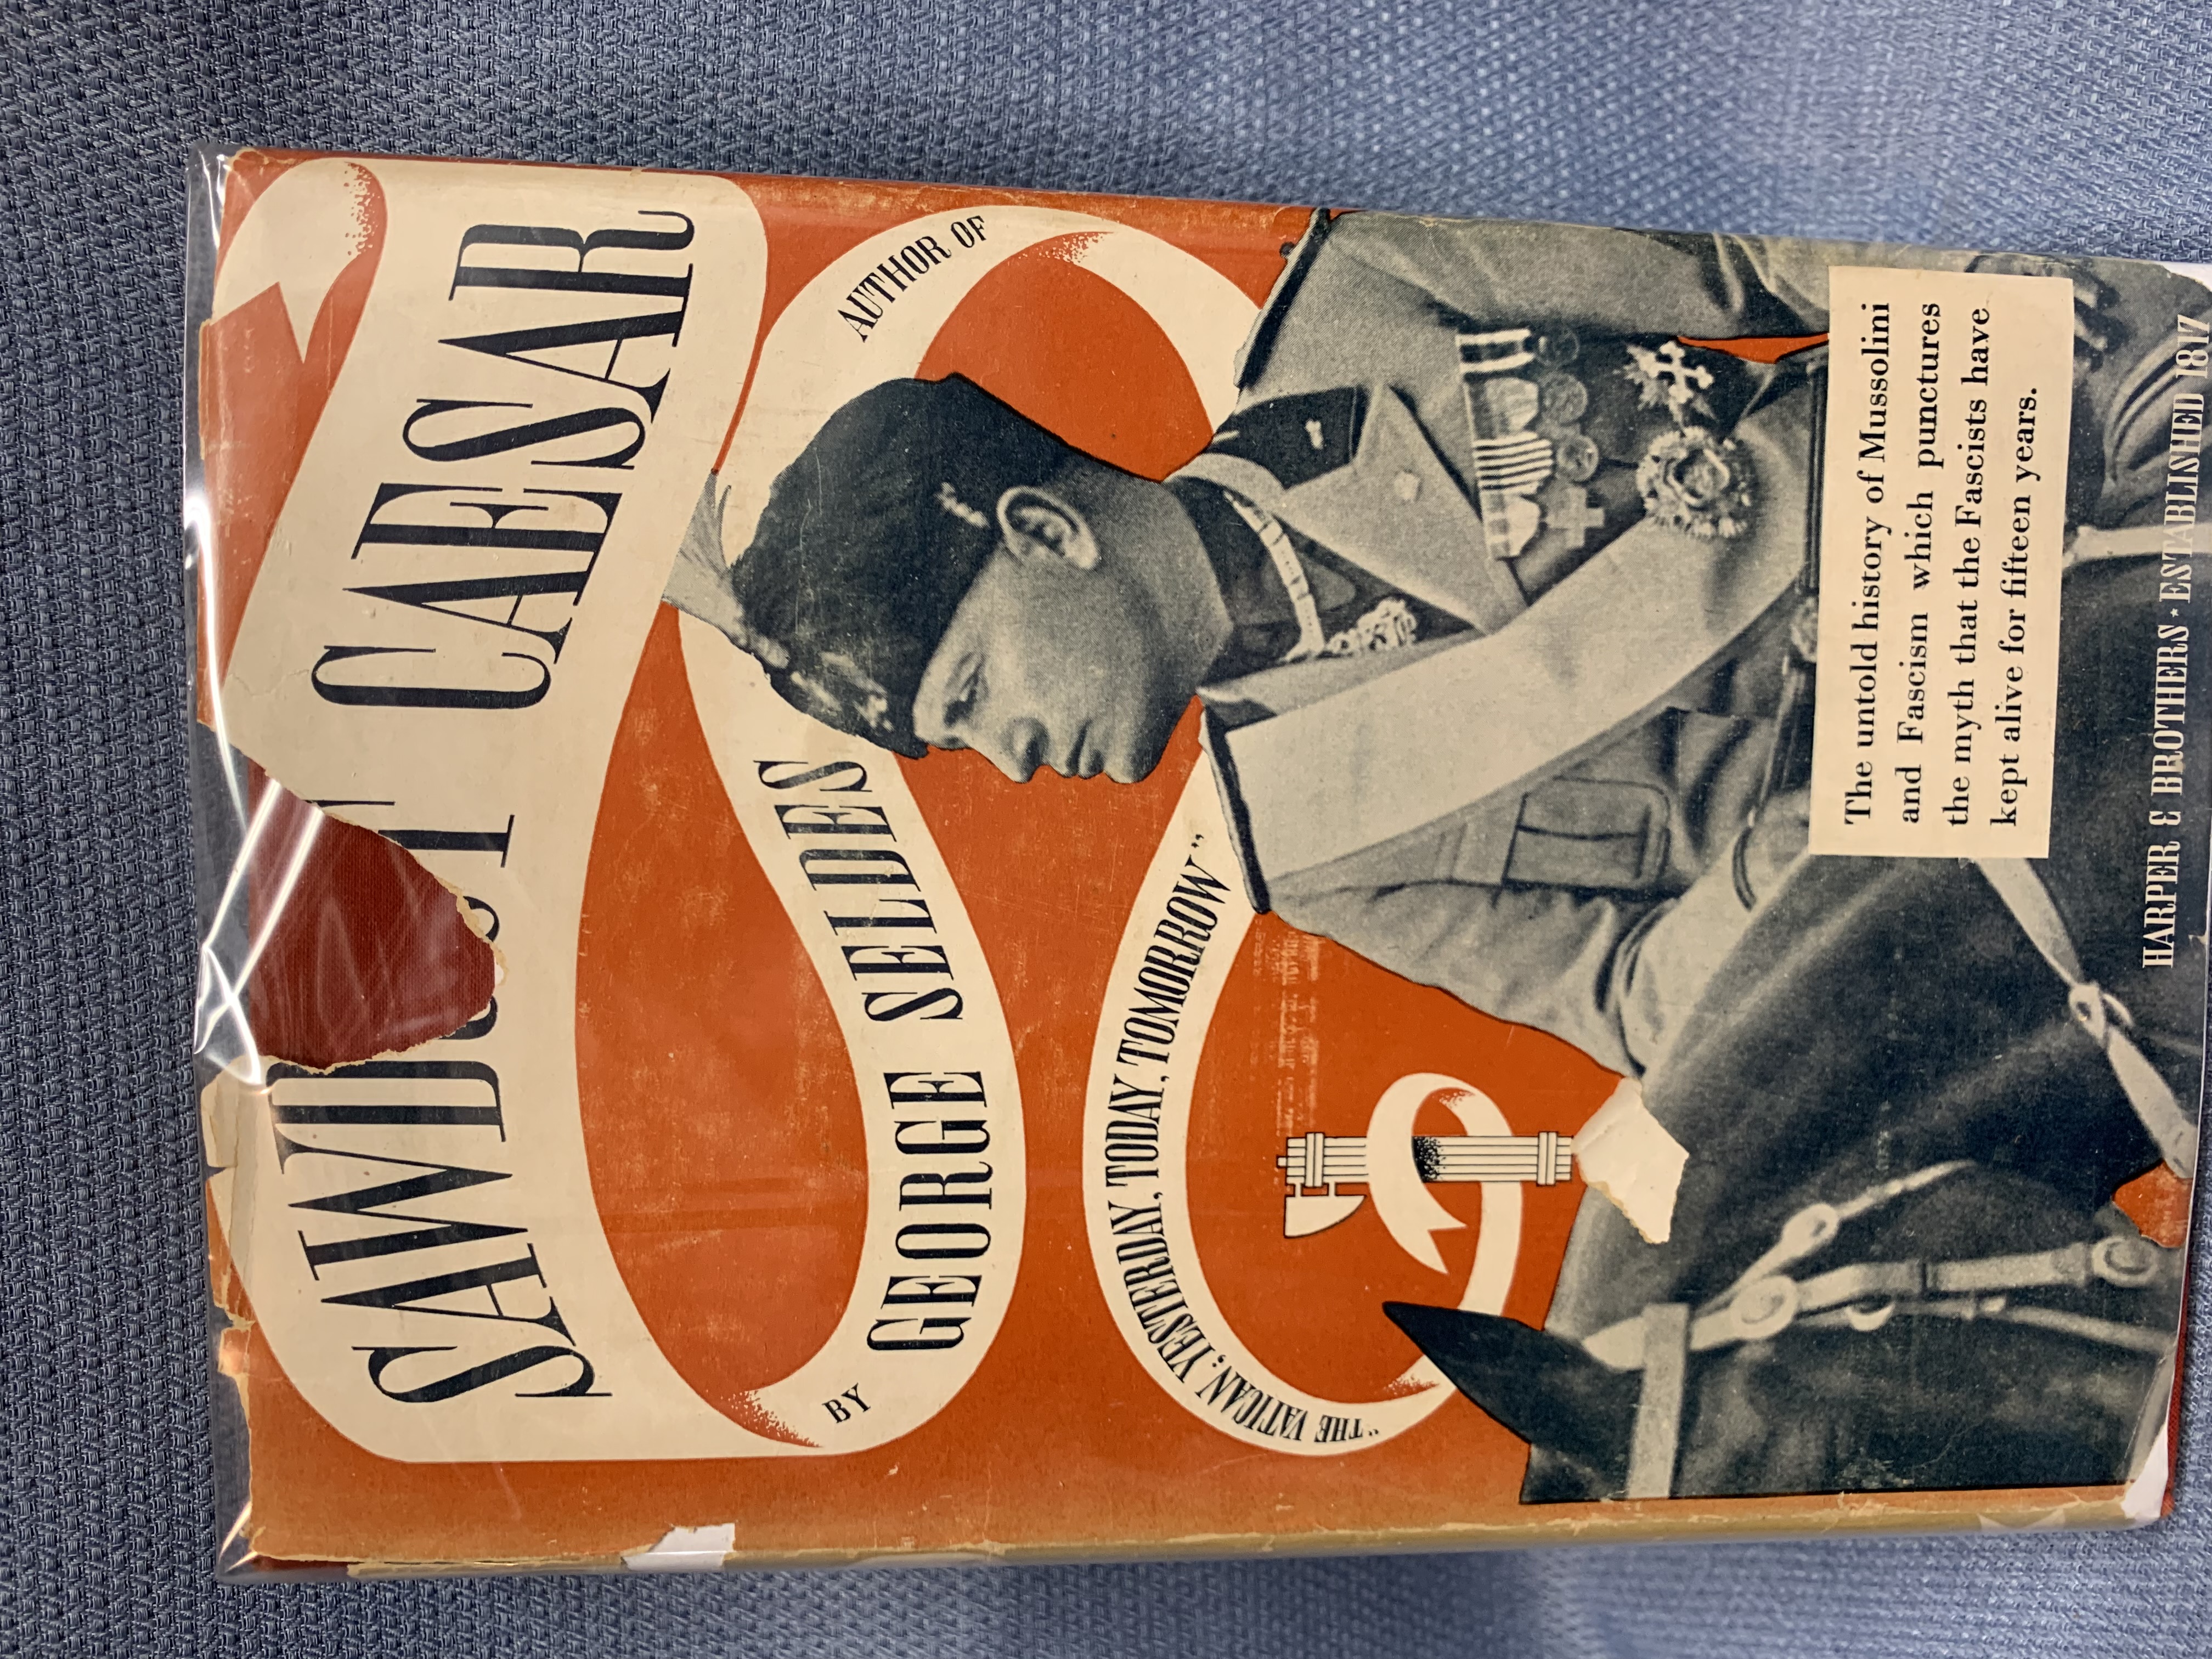 SAWDUST CAESAR
BY GEORGE SELDES
AUTHOR OF
"THE VATICAN; YESTERDAY, TODAY, TOMORROW"
The untold history of Mussolini
and Fascism which punctures
the myth that the Fascists have
kept alive for fifteen years.
HARPER & BROTHERS ★ ESTABLISHED 1817